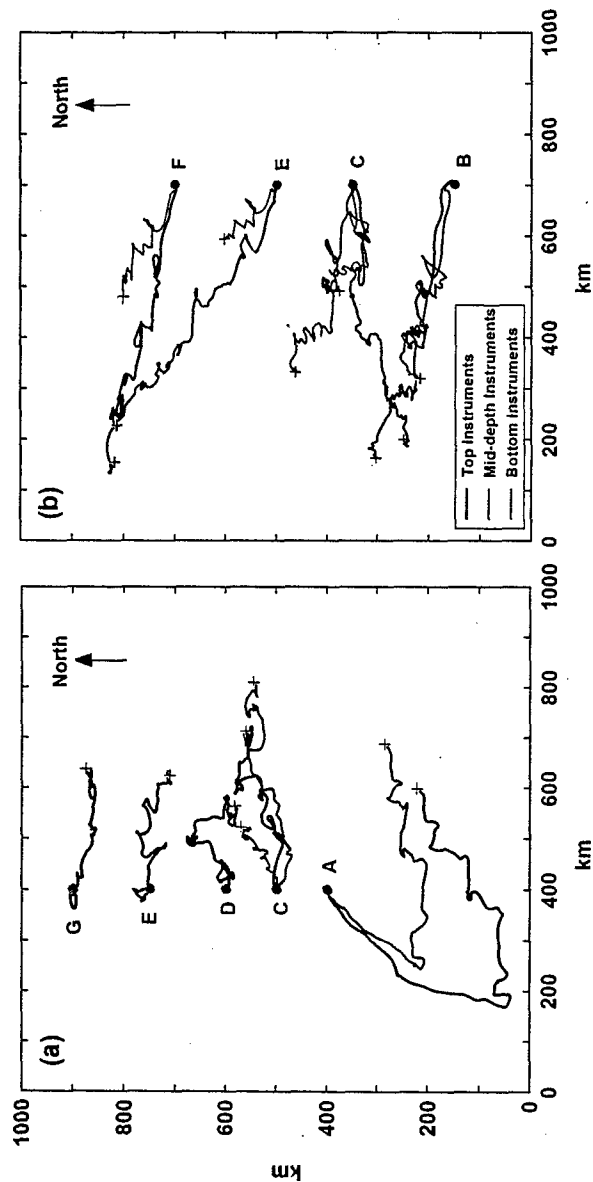 (a)
North
G
E
D
C
A
1000
800
600
400
200
0
km
0
200
400
600
800
1000
km
(b)
North
F
E
C
B
Top Instruments
Mid-depth Instruments
Bottom Instruments
0
200
400
600
800
1000
km